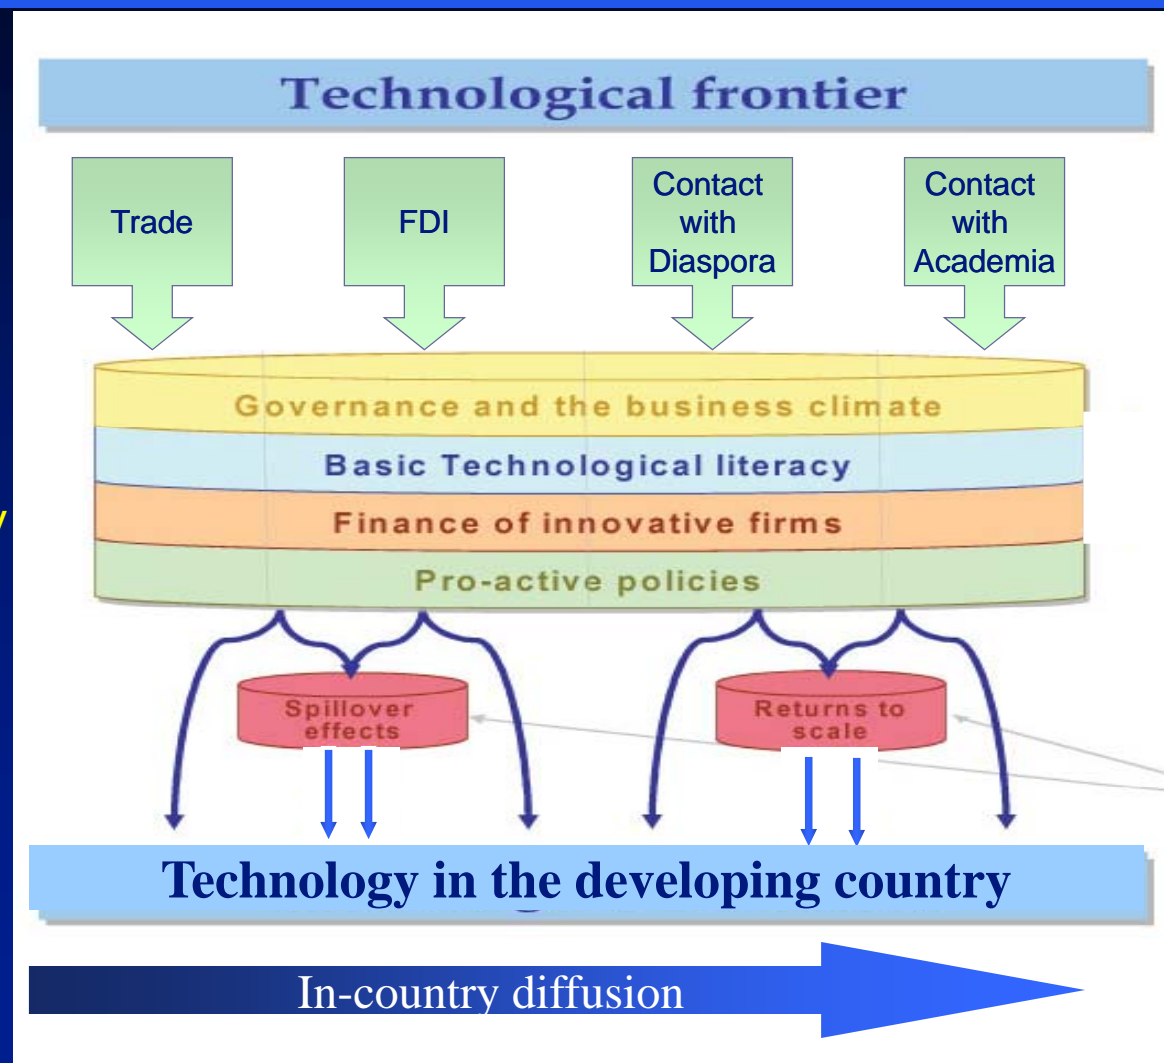 Technological frontier
Trade
FDI
Contact
with
Diaspora
Contact
with
Academia
Governance and the business climate
Basic Technological literacy
Finance of innovative firms
Pro-active policies
Spillover
effects
Returns to
scale
Technology in the developing country
In-country diffusion